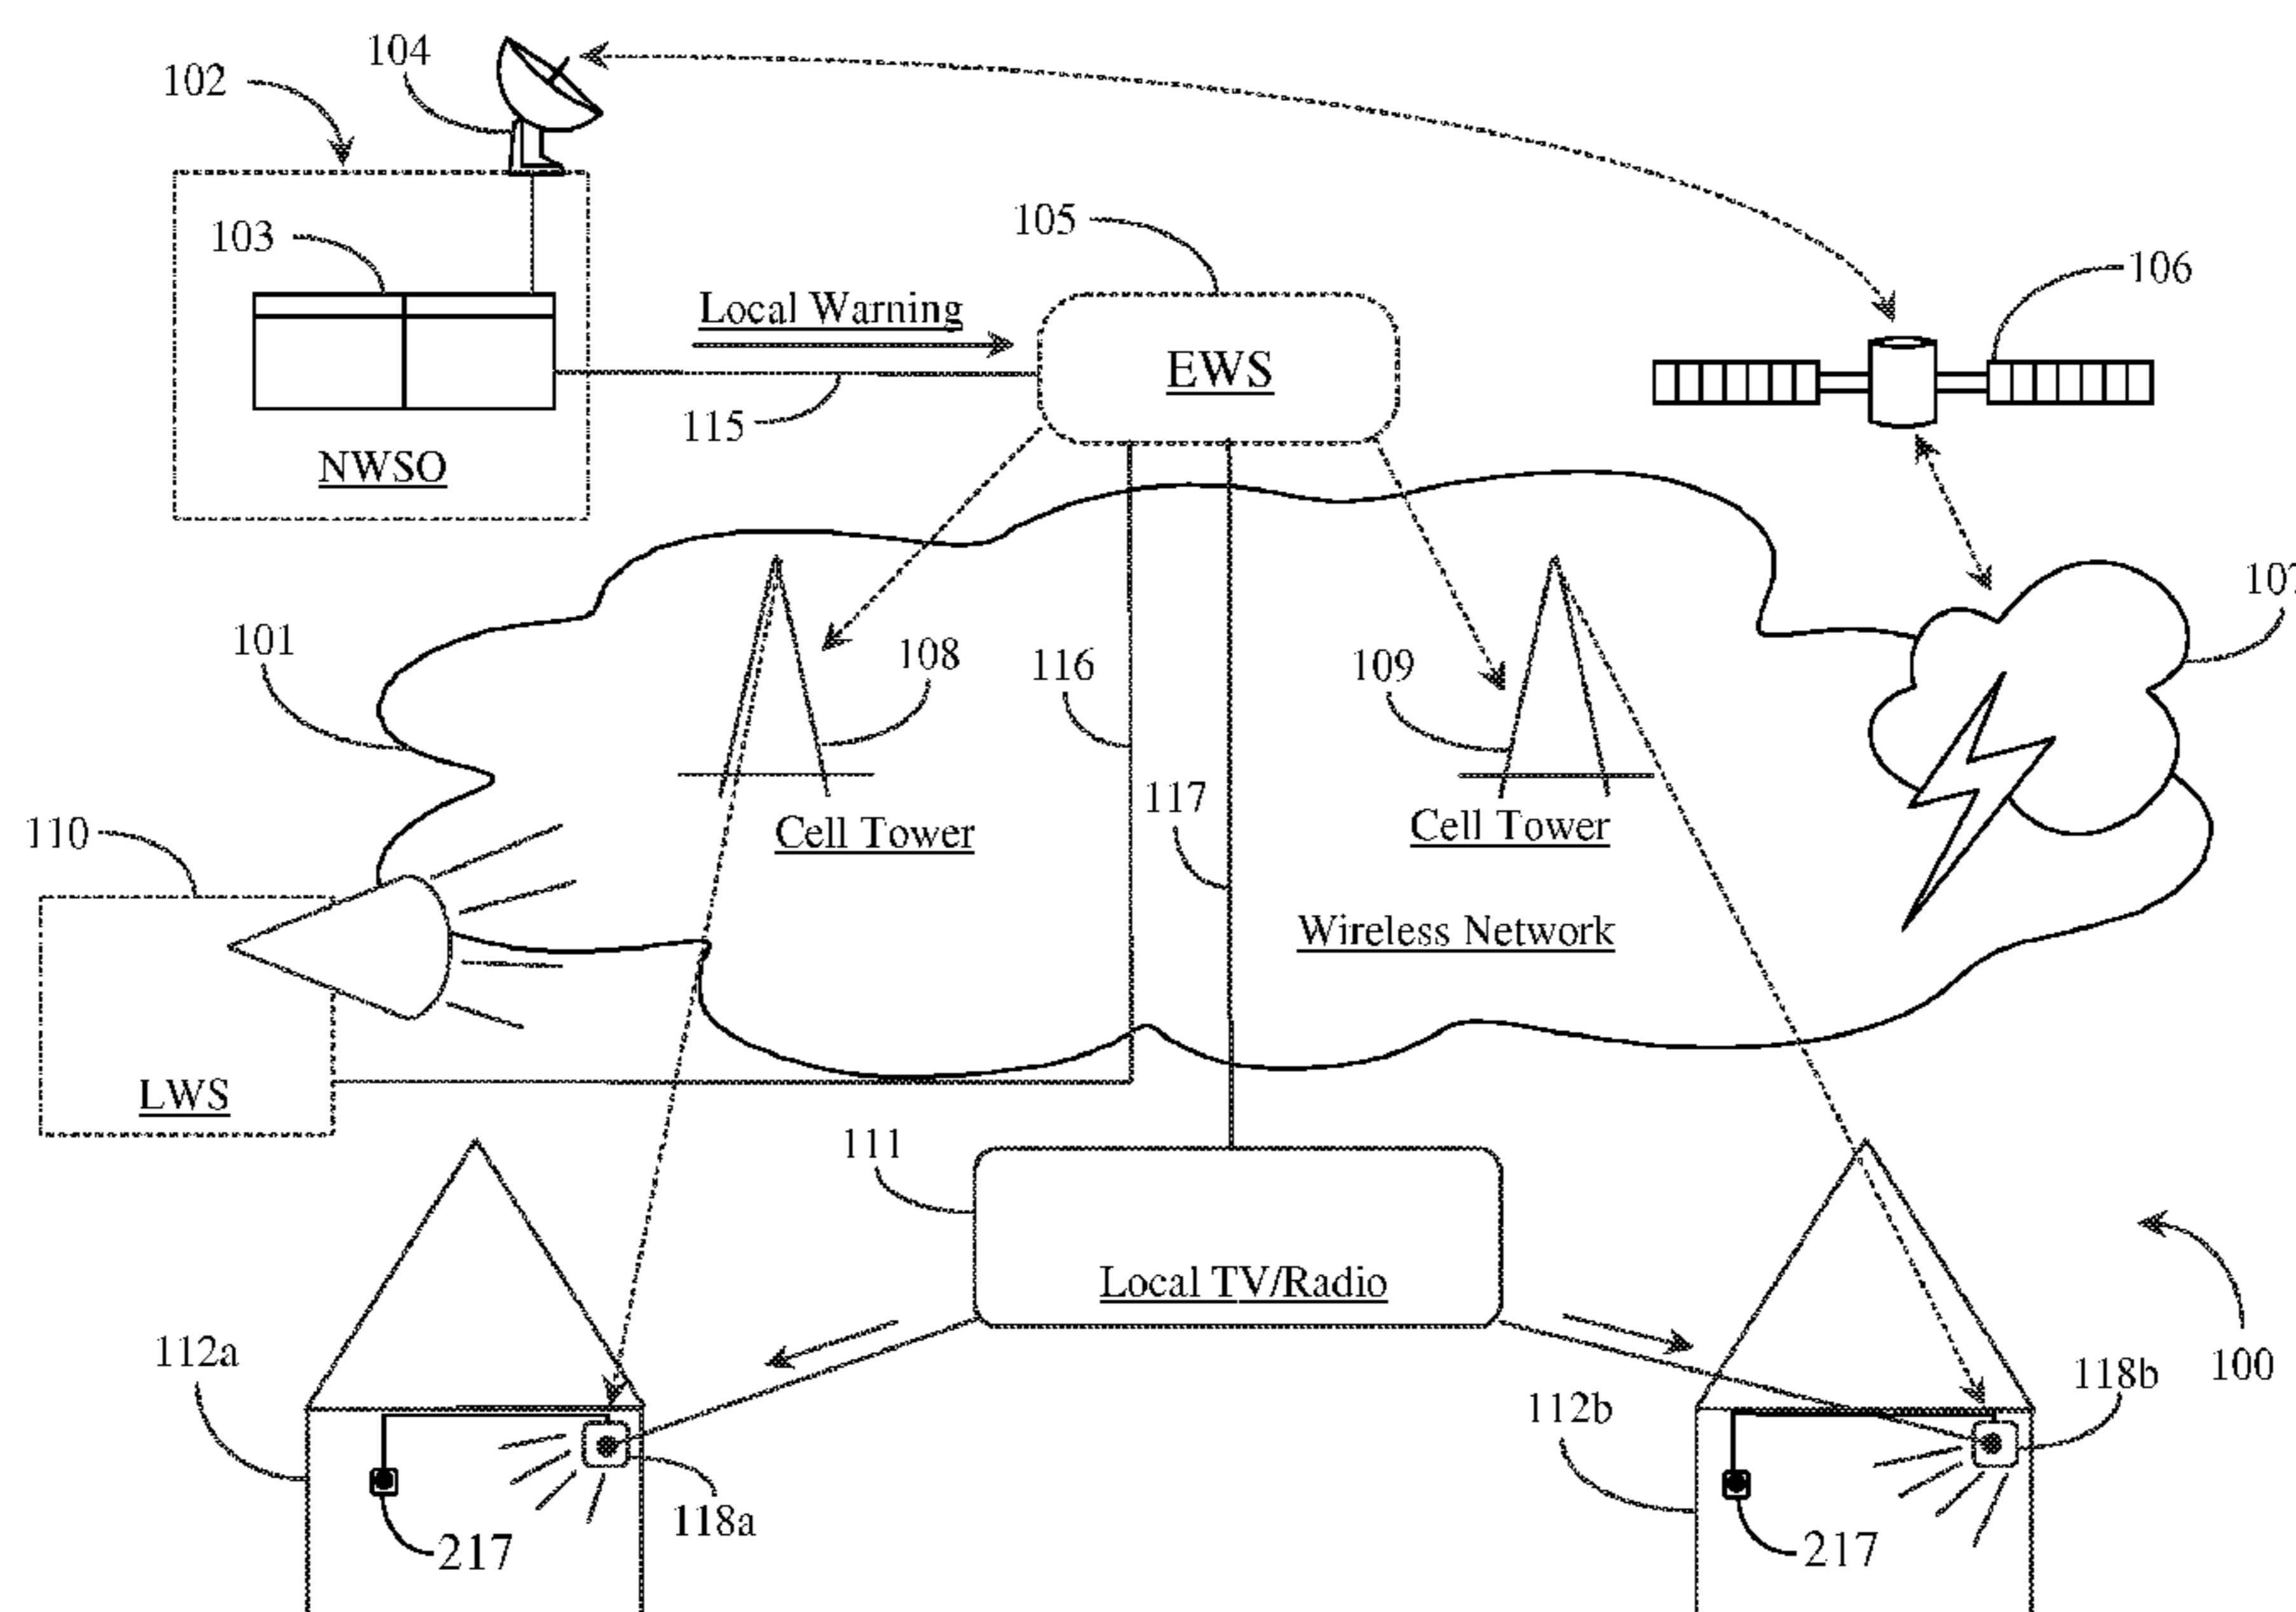 104
102
103
105
106
Local Warning
EWS
115
NWSO
107
101
108
116
109
117
110
Cell Tower
Cell Tower
Wireless Network
LWS
111
Local TV/Radio
112a
100
118b
112b
118a
217
217